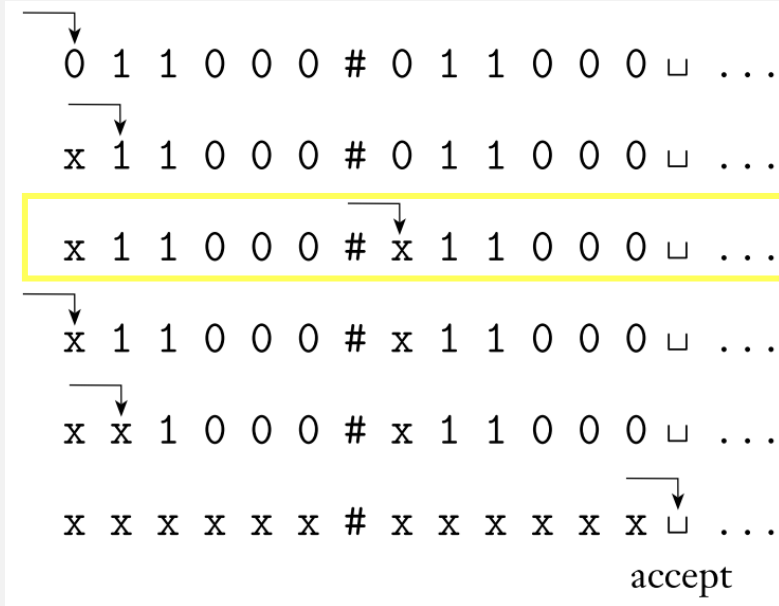 0 1 1 0 0 0 # 0 1 1 0 0 0 ⊔ ...
x 1 1 0 0 0 # 0 1 1 0 0 0 ⊔ ...
x 1 1 0 0 0 # x 1 1 0 0 0 ⊔ ...
x 1 1 0 0 0 # x 1 1 0 0 0 ⊔ ...
x x 1 0 0 0 # x 1 1 0 0 0 ⊔ ...
x x x x x x # x x x x x x ⊔ ...
accept